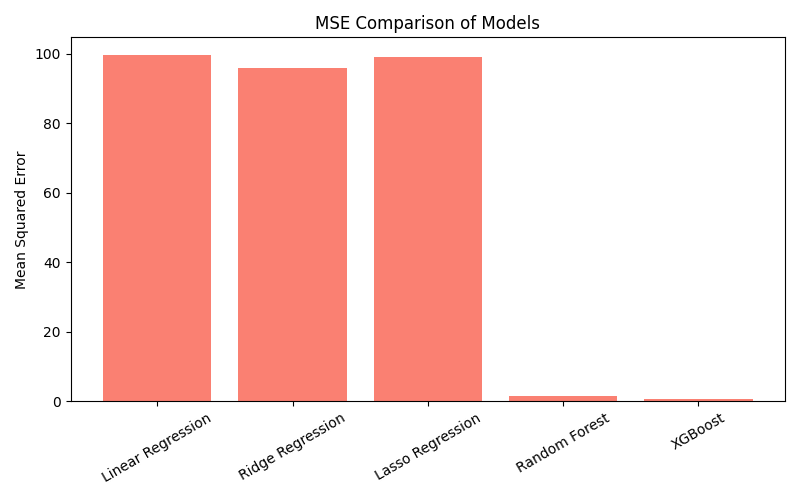 MSE Comparison of Models
Mean Squared Error
100
80
60
40
20
0
Linear Regression
Ridge Regression
Lasso Regression
Random Forest
XGBoost